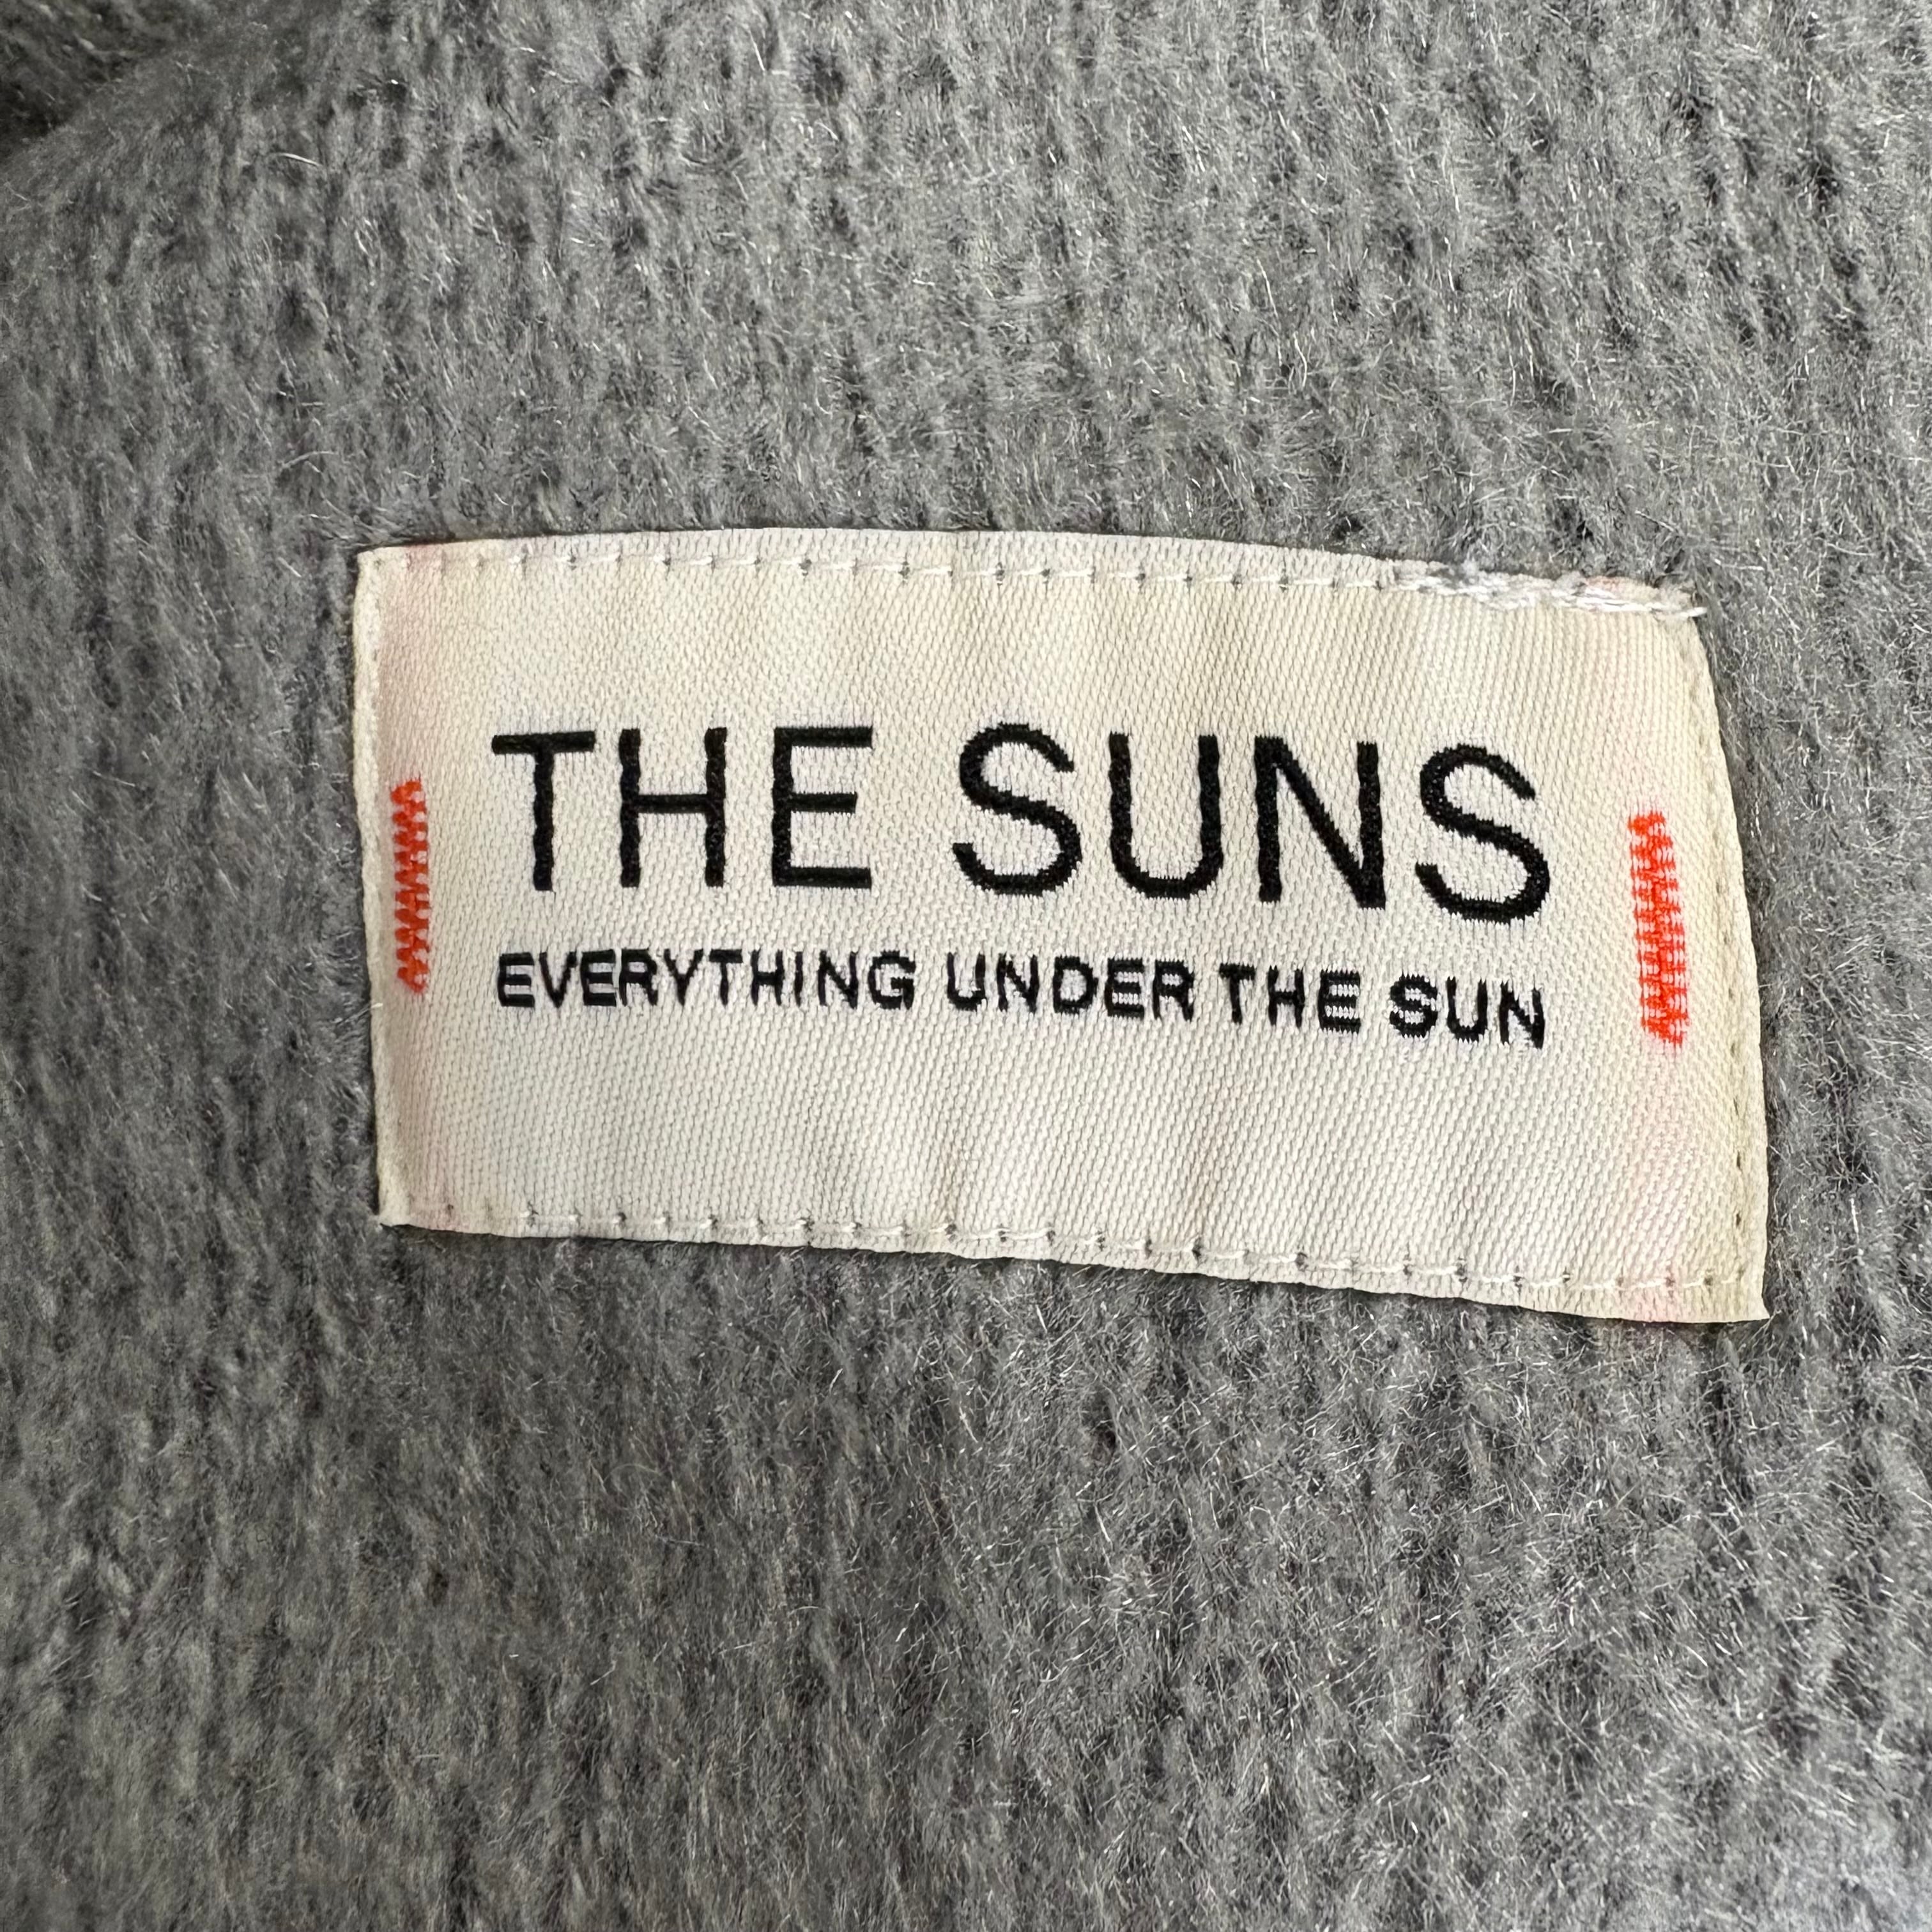 THE SUNS
EVERYTHING UNDER THE SUN